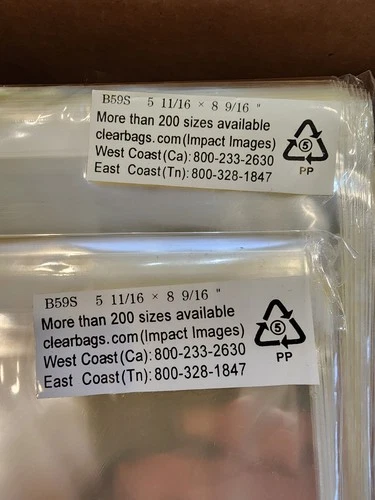 B59S 5 11/16 × 8 9/16 "
More than 200 sizes available
clearbags.com(Impact Images)
West Coast(Ca): 800-233-2630
East Coast(Tn): 800-328-1847
5
PP
B59S 5 11/16 × 8 9/16 "
More than 200 sizes available
clearbags.com(Impact Images)
West Coast(Ca): 800-233-2630
East Coast(Tn): 800-328-1847
5
PP